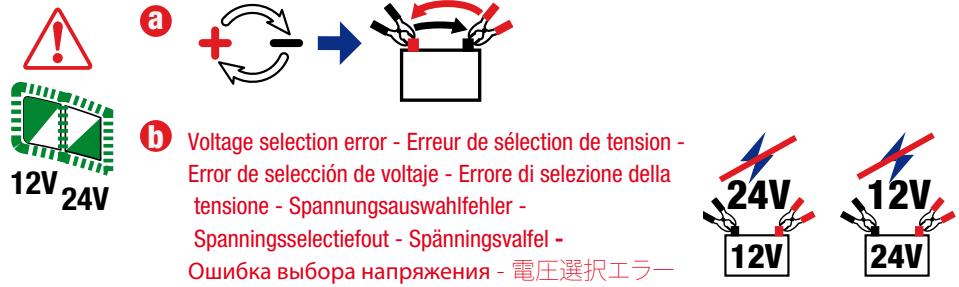 a
12V 24V
b
Voltage selection error - Erreur de sélection de tension -
Error de selección de voltaje - Errore di selezione della
tensione - Spannungsauswahlfehler -
Spanningsselectiefout - Spänningsvalfel -
Ошибка выбора напряжения - 電圧選択エラー
24V
12V
12V
24V